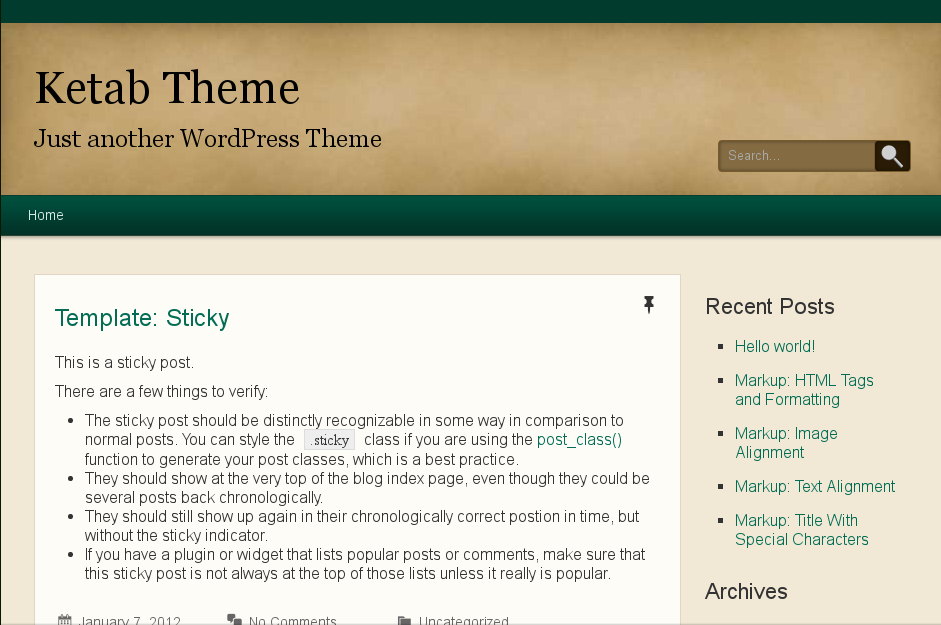 Ketab Theme
Just another WordPress Theme
Search...
Home
Template: Sticky
This is a sticky post.
There are a few things to verify:
The sticky post should be distinctly recognizable in some way in comparison to
normal posts. You can style the .sticky class if you are using the post_class()
function to generate your post classes, which is a best practice.
They should show at the very top of the blog index page, even though they could be
several posts back chronologically.
They should still show up again in their chronologically correct postion in time, but
without the sticky indicator.
If you have a plugin or widget that lists popular posts or comments, make sure that
this sticky post is not always at the top of those lists unless it really is popular.
January 7, 2012 No Comments Uncategorized
Recent Posts
Hello world!
Markup: HTML Tags
and Formatting
Markup: Image
Alignment
Markup: Text Alignment
Markup: Title With
Special Characters
Archives